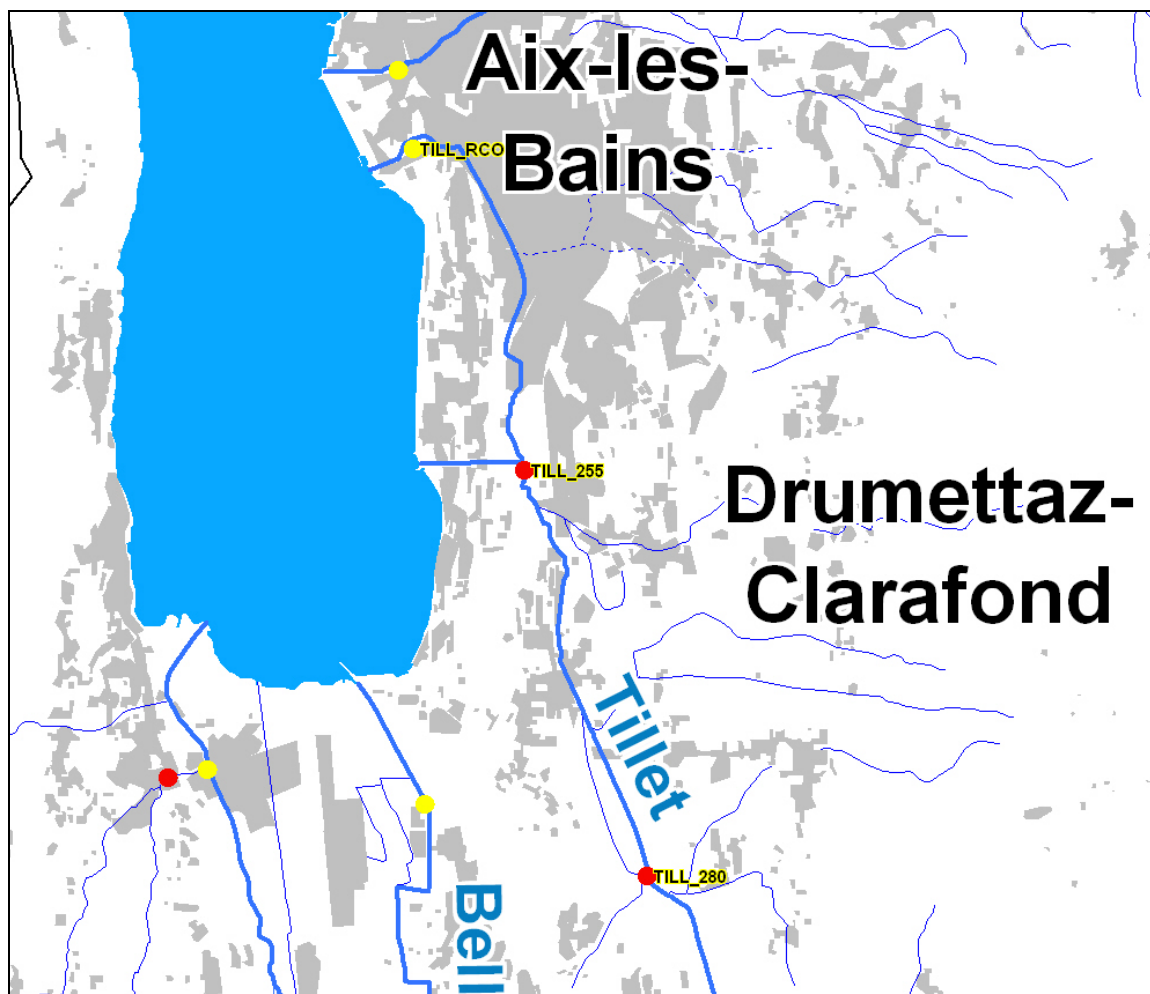 Aix-les-
Bains
TILL_RCO
TILL_255
Drumettaz-
Clarafond
Tillet
TILL_280
Bell